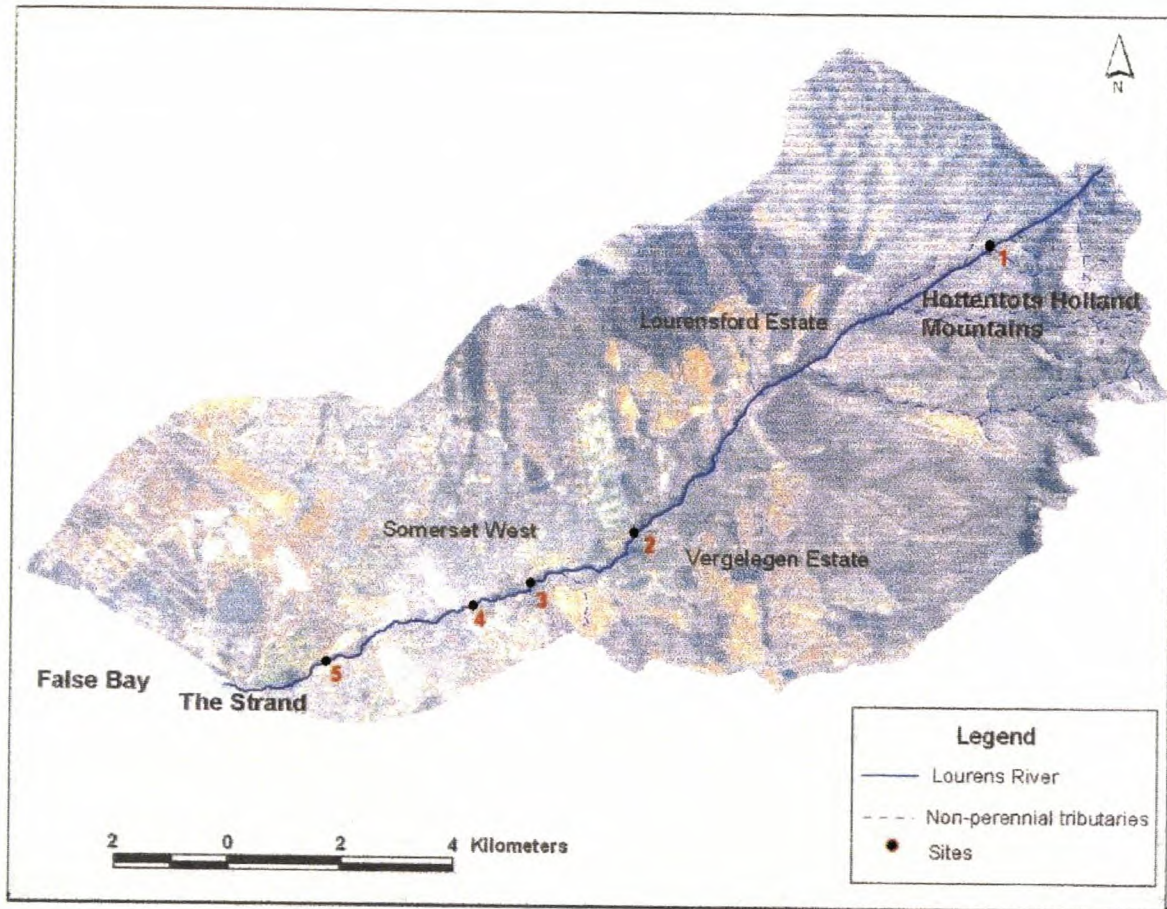 N
1
Hottentots Holland
Mountains
Lourensford Estate
Somerset West
2
Vergelegen Estate
3
4
5
False Bay
The Strand
Legend
Lourens River
Non-perennial tributaries
Sites
2 0 2 4 Kilometers